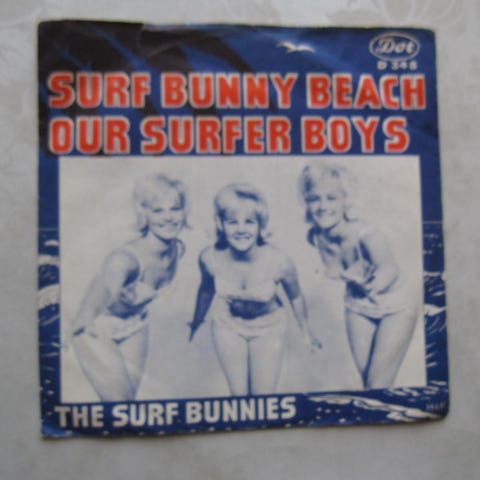 Dot
D 348
SURF BUNNY BEACH
OUR SURFER BOYS
THE SURF BUNNIES